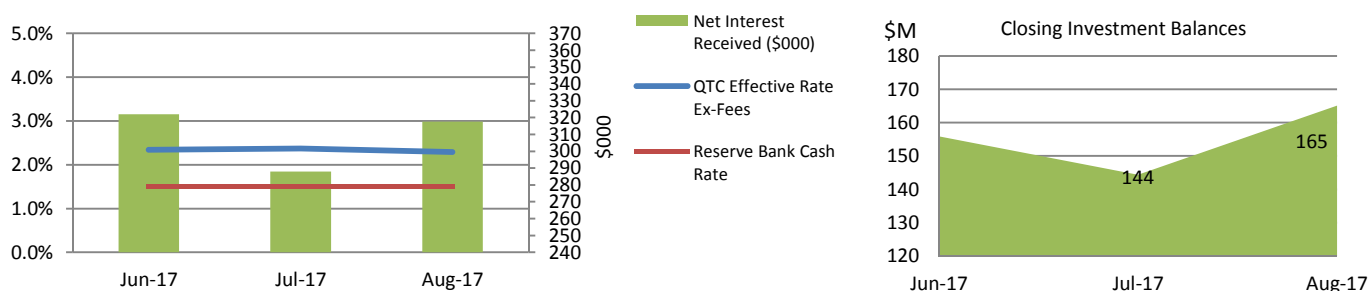 5.0%
4.0%
3.0%
2.0%
1.0%
0.0%
Jun-17
Jul-17
Aug-17
370
360
350
340
330
320
310
300
290
280
270
260
250
240
$000
Net Interest
Received ($000)
QTC Effective Rate
Ex-Fees
Reserve Bank Cash
Rate
$M
Closing Investment Balances
180
170
160
150
140
130
120
144
165
Jun-17
Jul-17
Aug-17